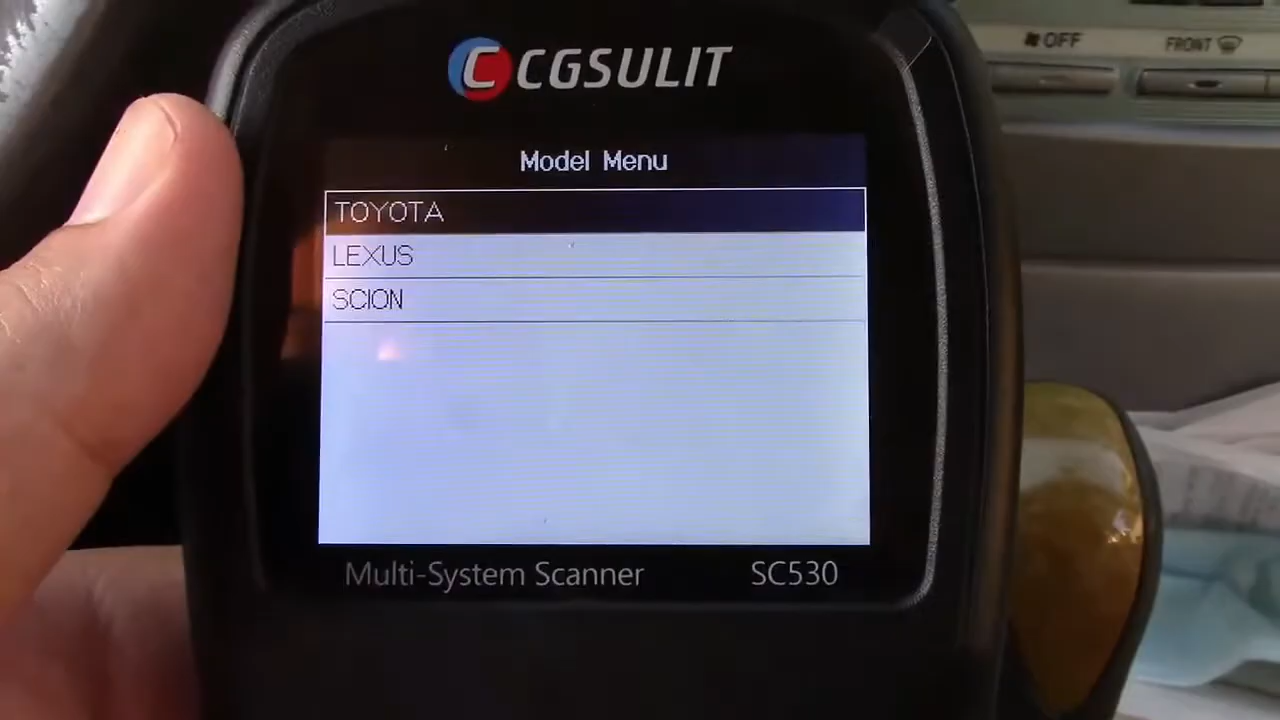 OFF FRONT
CGSULIT
Model Menu
TOYOTA
LEXUS
SCION
Multi-System Scanner SC530